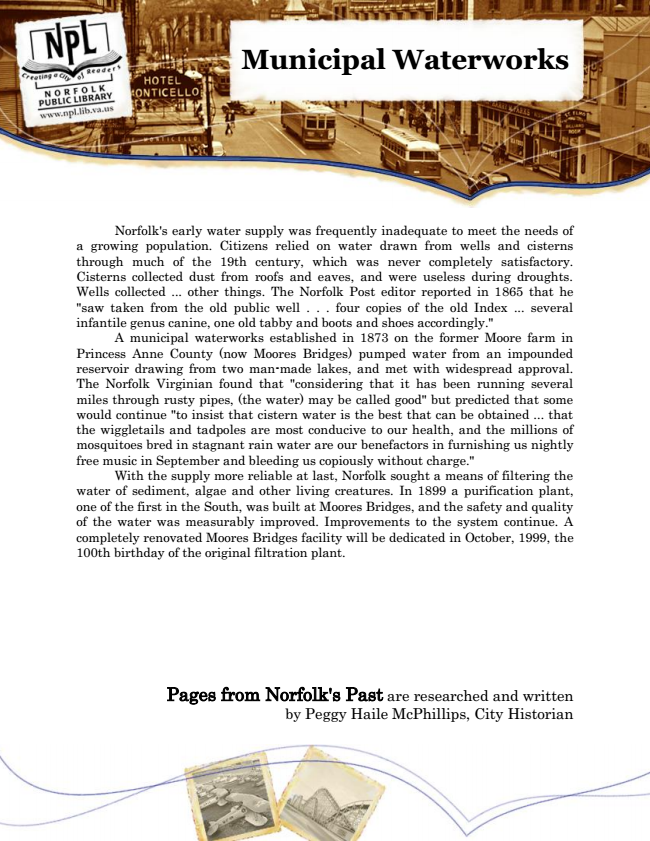 NPL
Creating a City of Readers
NORFOLK
PUBLIC LIBRARY
www.npl.lib.va.us
HOTEL
MONTICELLO
Municipal Waterworks
Norfolk's early water supply was frequently inadequate to meet the needs of
a growing population. Citizens relied on water drawn from wells and cisterns
through much of the 19th century, which was never completely satisfactory.
Cisterns collected dust from roofs and eaves, and were useless during droughts.
Wells collected ... other things. The Norfolk Post editor reported in 1865 that he
"saw taken from the old public well . . . four copies of the old Index ... several
infantile genus canine, one old tabby and boots and shoes accordingly."
A municipal waterworks established in 1873 on the former Moore farm in
Princess Anne County (now Moores Bridges) pumped water from an impounded
reservoir drawing from two man-made lakes, and met with widespread approval.
The Norfolk Virginian found that "considering that it has been running several
miles through rusty pipes, (the water) may be called good" but predicted that some
would continue "to insist that cistern water is the best that can be obtained ... that
the wiggletails and tadpoles are most conducive to our health, and the millions of
mosquitoes bred in stagnant rain water are our benefactors in furnishing us nightly
free music in September and bleeding us copiously without charge."
With the supply more reliable at last, Norfolk sought a means of filtering the
water of sediment, algae and other living creatures. In 1899 a purification plant,
one of the first in the South, was built at Moores Bridges, and the safety and quality
of the water was measurably improved. Improvements to the system continue. A
completely renovated Moores Bridges facility will be dedicated in October, 1999, the
100th birthday of the original filtration plant.
Pages from Norfolk's Past are researched and written
by Peggy Haile McPhillips, City Historian